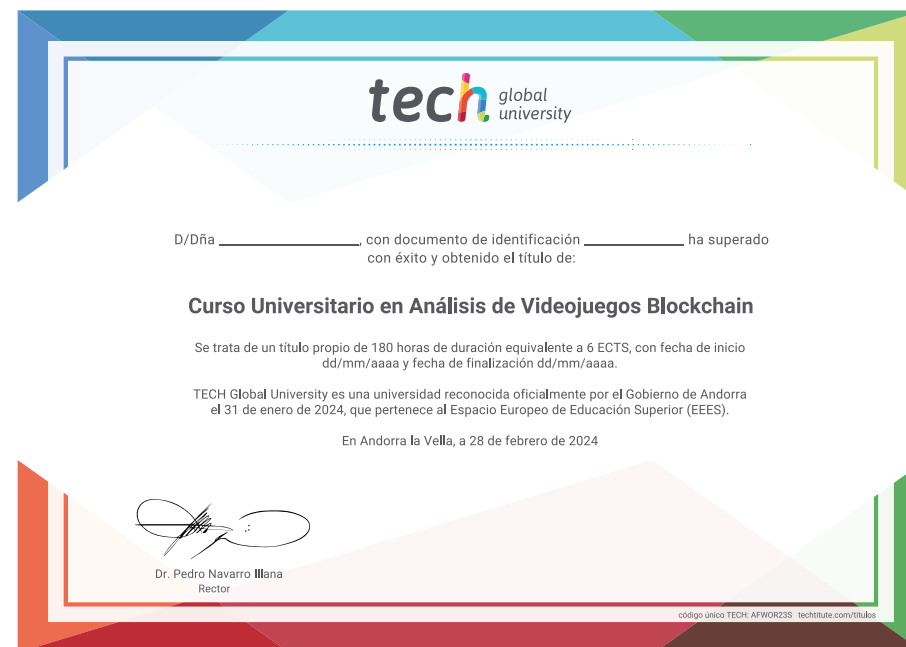 tech global university
D/Dña ____________________, con documento de identificación ______________ ha superado
con éxito y obtenido el título de:
Curso Universitario en Análisis de Videojuegos Blockchain
Se trata de un título propio de 180 horas de duración equivalente a 6 ECTS, con fecha de inicio
dd/mm/aaaa y fecha de finalización dd/mm/aaaa.
TECH Global University es una universidad reconocida oficialmente por el Gobierno de Andorra
el 31 de enero de 2024, que pertenece al Espacio Europeo de Educación Superior (EEES).
En Andorra la Vella, a 28 de febrero de 2024
Dr. Pedro Navarro Illana
Rector
código único TECH: AFWOR23S techtitute.com/titulos